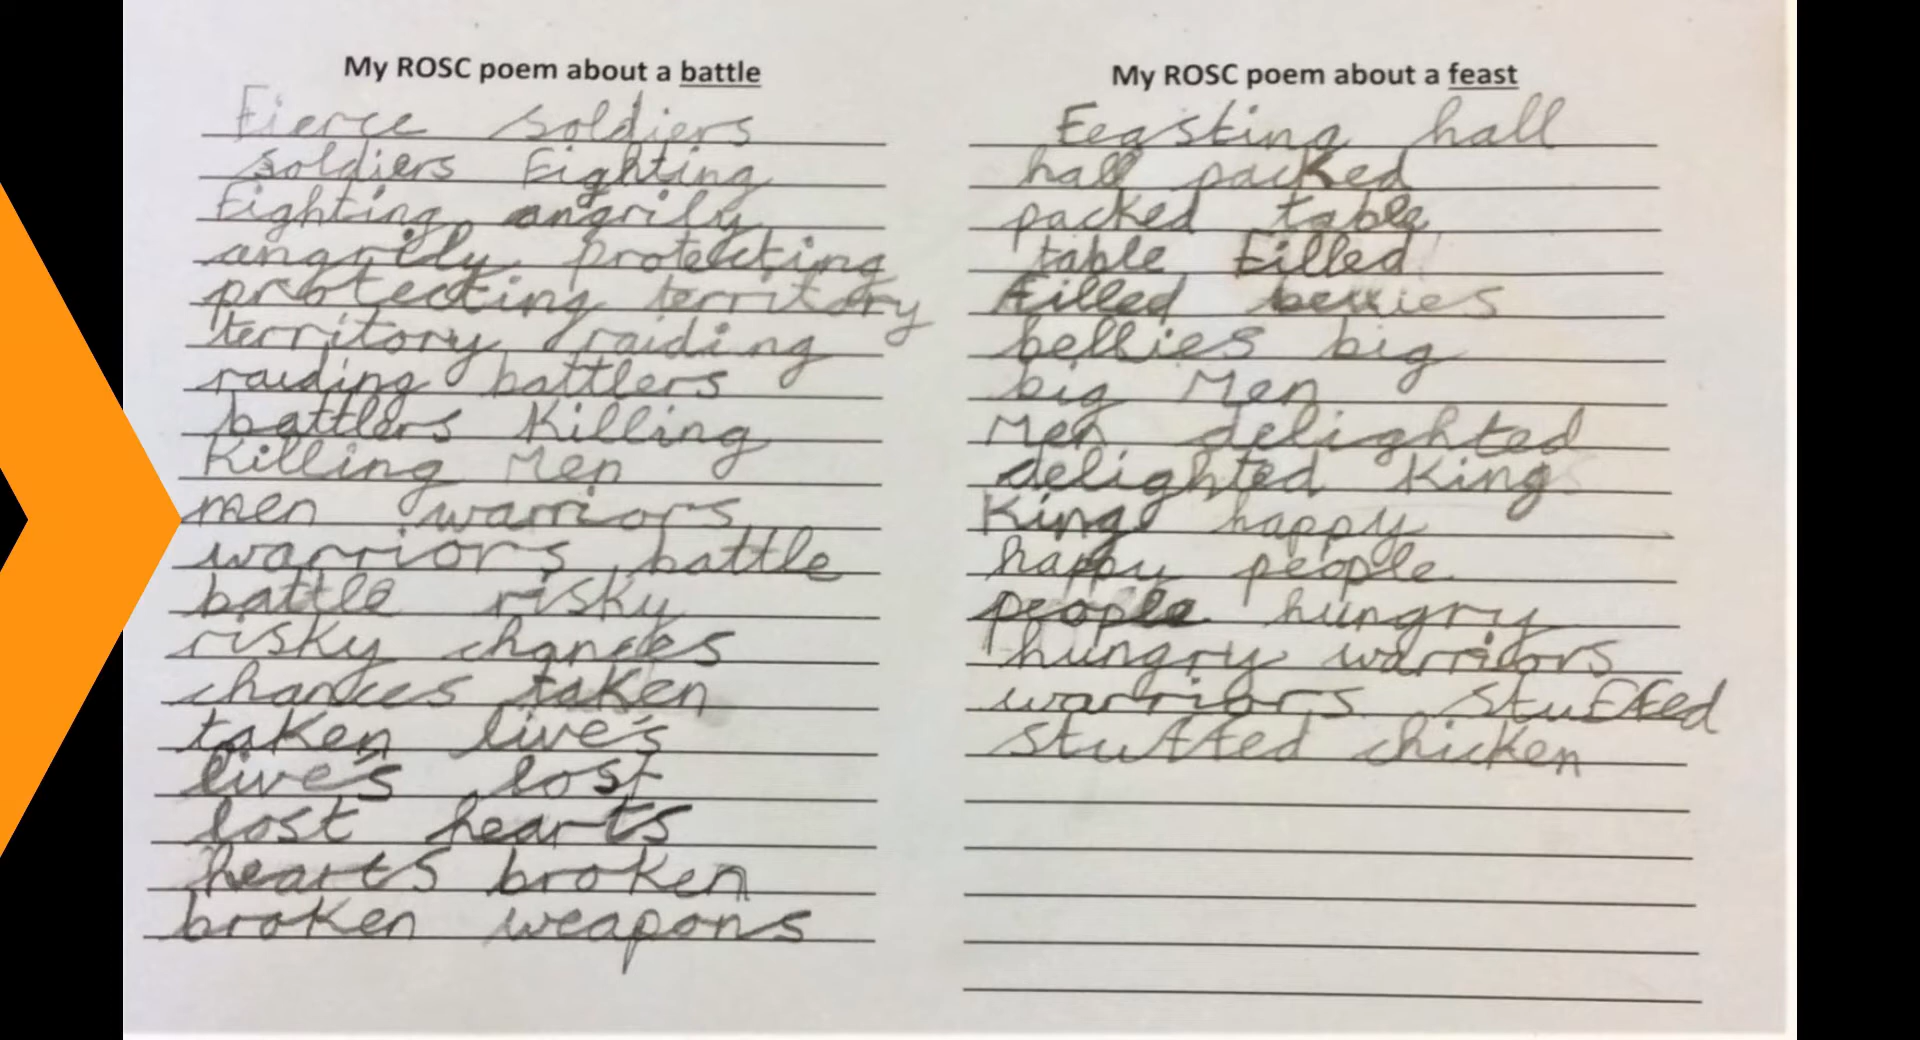 My ROSC poem about a battle
Fierce soldiers
soldiers Fighting
Fighting angrily
angrily protecting
protecting territory
territory raiding
raiding battlers
battlers Killing
Killing Men
men warriors
warriors battle
battle risky
risky chances
chances taken
taken live's
live's lost
lost hearts
hearts broken
broken weapons
My ROSC poem about a feast
Feasting hall
hall packed
packed table
table Filled
Filled bellies
bellies big
big Men
Men delighted
delighted King
King happy
happy people
people hungry
hungry warriors
warriors stuffed
stuffed chicken